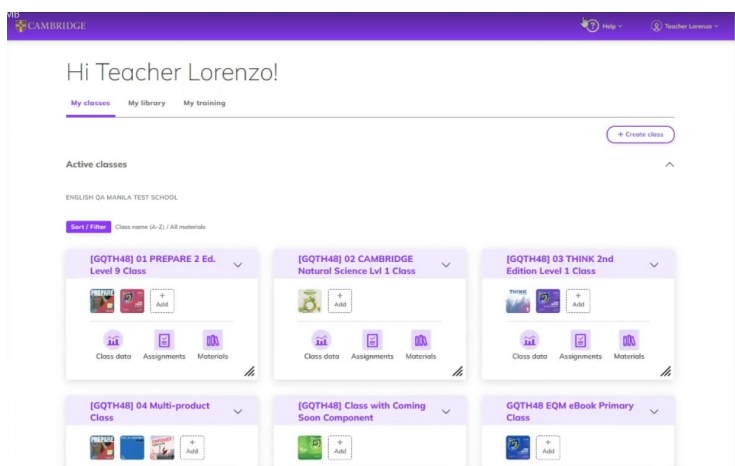 MB
CAMBRIDGE
? Help
Teacher Lorenzo
Hi Teacher Lorenzo!
My classes My library My training
+ Create class
Active classes
ENGLISH QA MANILA TEST SCHOOL
Sort / Filter Class name (A-Z) / All materials
[GQTH48] 01 PREPARE 2 Ed.
Level 9 Class
PREPARE
+
Add
Class data Assignments Materials
[GQTH48] 02 CAMBRIDGE
Natural Science Lvl 1 Class
+
Add
Class data Assignments Materials
[GQTH48] 03 THINK 2nd
Edition Level 1 Class
THINK
+
Add
Class data Assignments Materials
[GQTH48] 04 Multi-product
Class
PREPARE
+
Add
[GQTH48] Class with Coming
Soon Component
+
Add
GQTH48 EQM eBook Primary
Class
+
Add